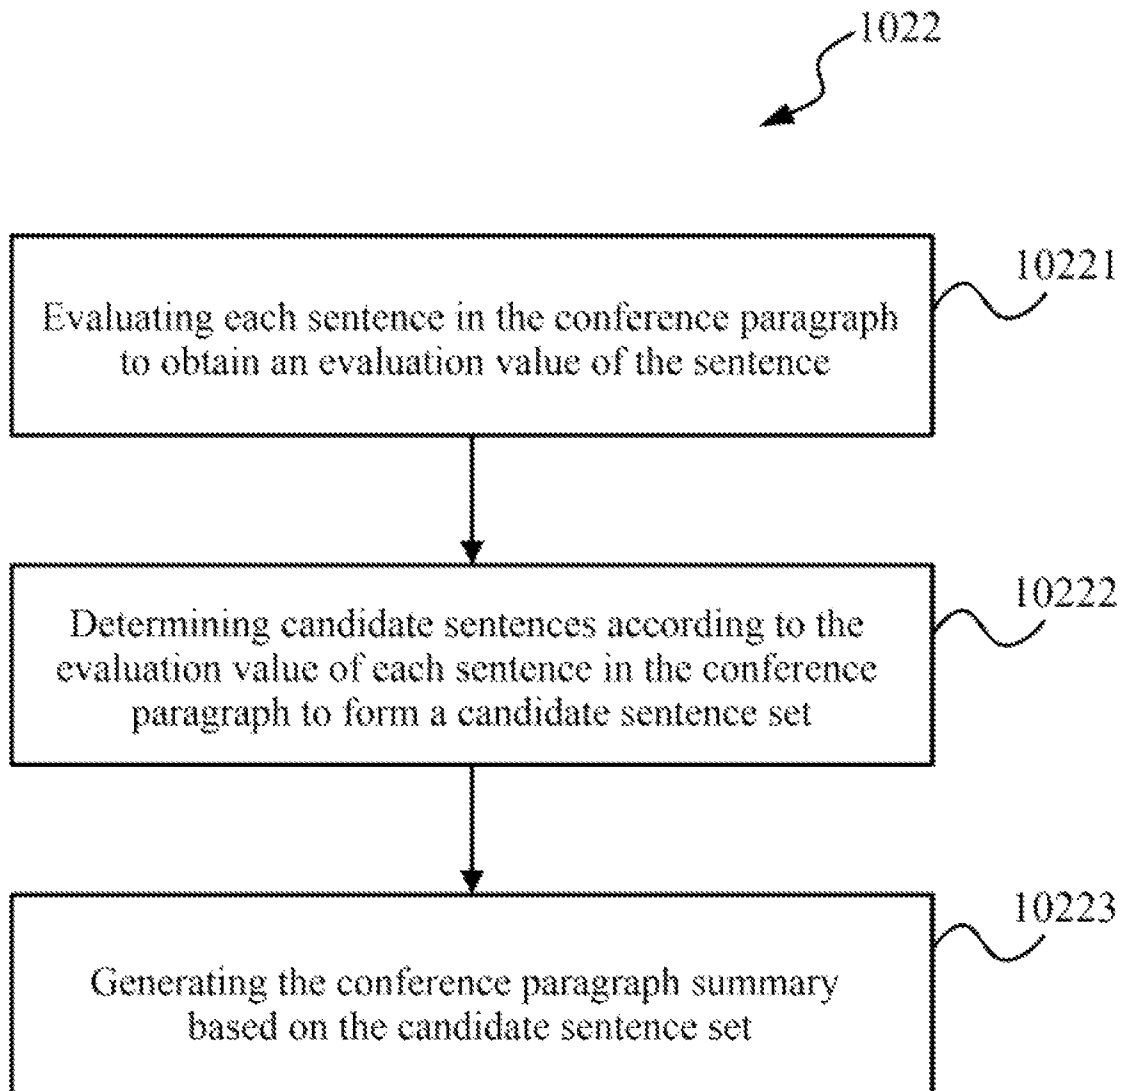 1022
10221
Evaluating each sentence in the conference paragraph
to obtain an evaluation value of the sentence
10222
Determining candidate sentences according to the
evaluation value of each sentence in the conference
paragraph to form a candidate sentence set
10223
Generating the conference paragraph summary
based on the candidate sentence set